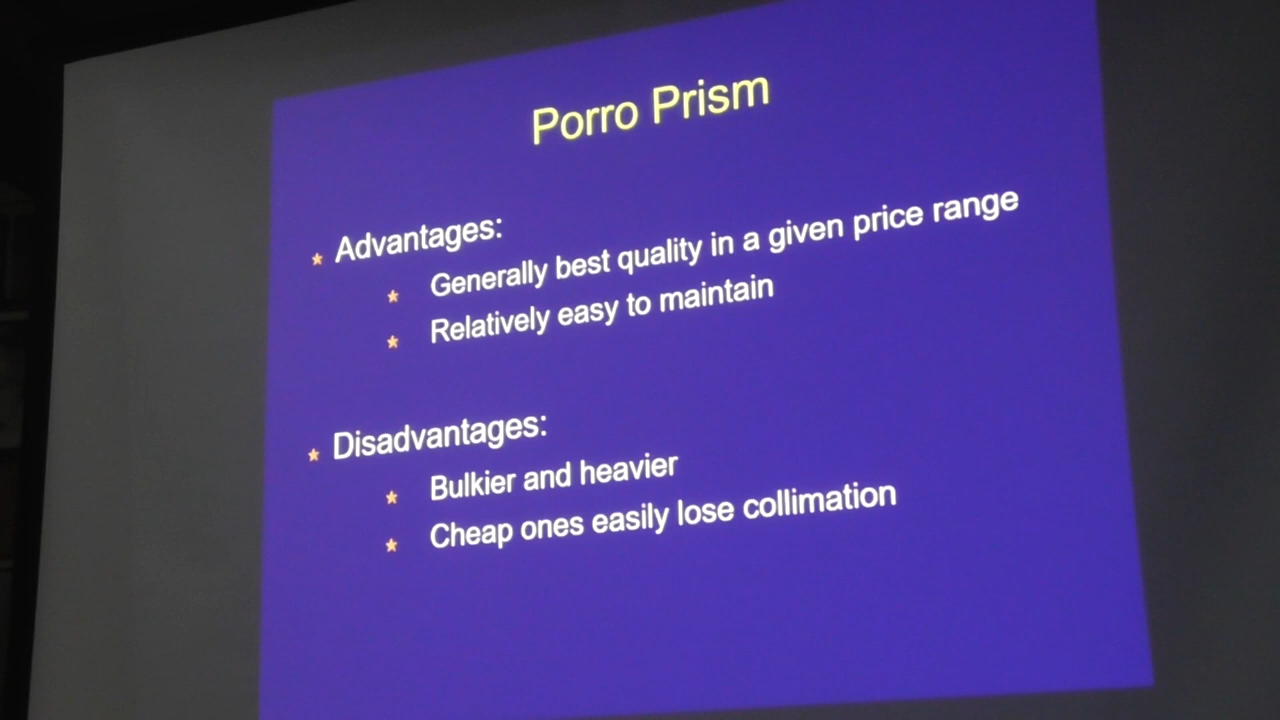 Porro Prism
Advantages:
Generally best quality in a given price range
Relatively easy to maintain
Disadvantages:
Bulkier and heavier
Cheap ones easily lose collimation